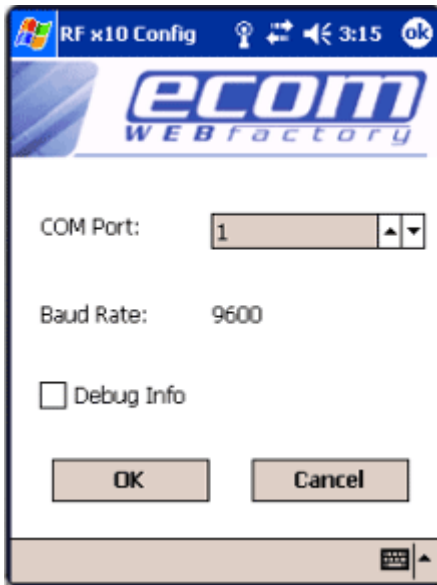 RF x10 Config 3:15 ok
ecom
WEBfactory
COM Port: 1
Baud Rate: 9600
Debug Info
OK Cancel